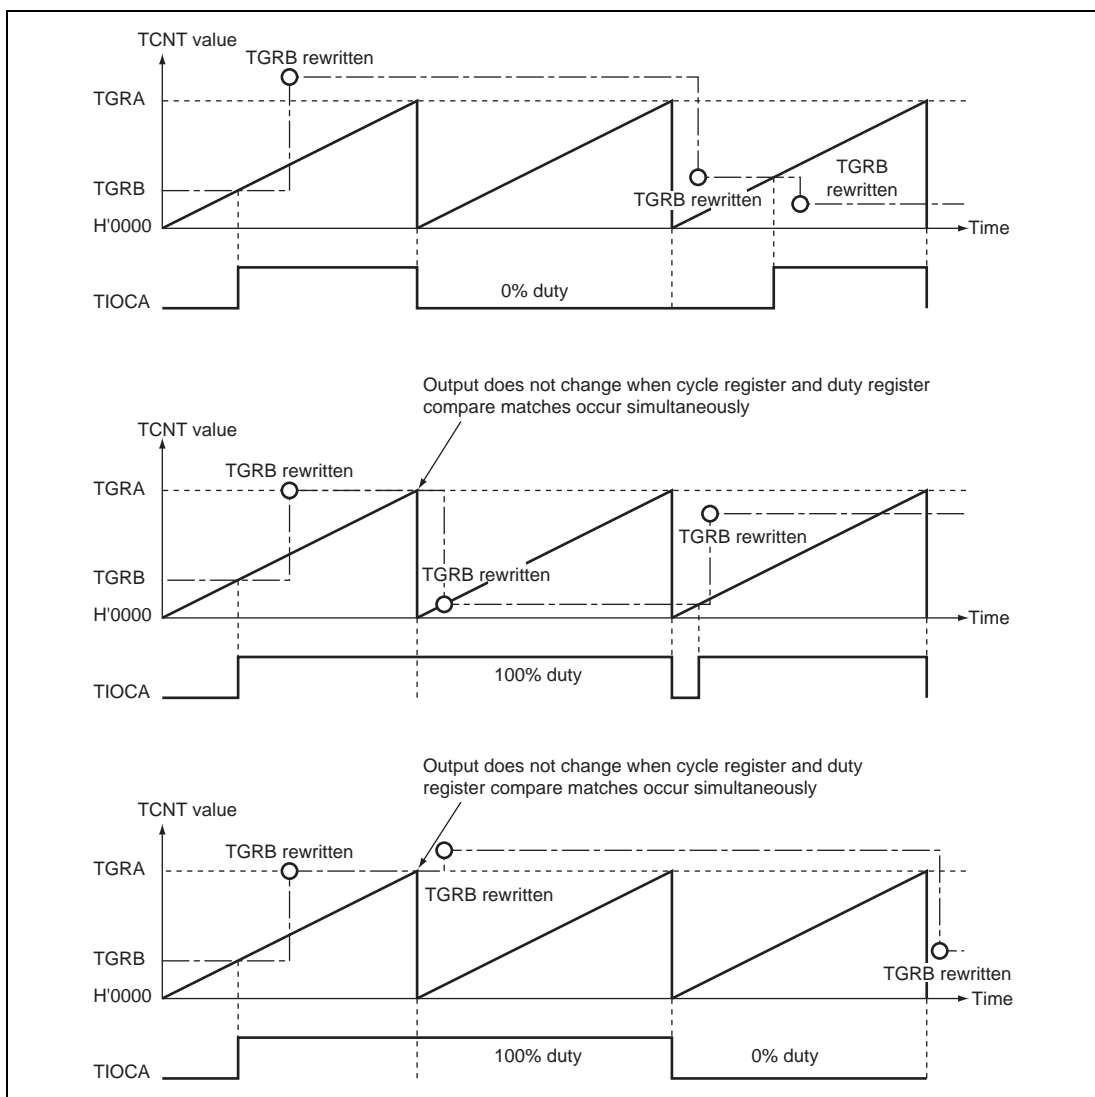 TCNT value
TGRB rewritten
TGRA
TGRB
rewritten
TGRB
TGRB rewritten
H'0000
Time
0% duty
TIOCA
Output does not change when cycle register and duty register
compare matches occur simultaneously
TCNT value
TGRB rewritten
TGRA
TGRB rewritten
TGRB
TGRB rewritten
H'0000
Time
100% duty
TIOCA
Output does not change when cycle register and duty
register compare matches occur simultaneously
TCNT value
TGRB rewritten
TGRA
TGRB rewritten
TGRB
TGRB rewritten
H'0000
Time
100% duty
0% duty
TIOCA